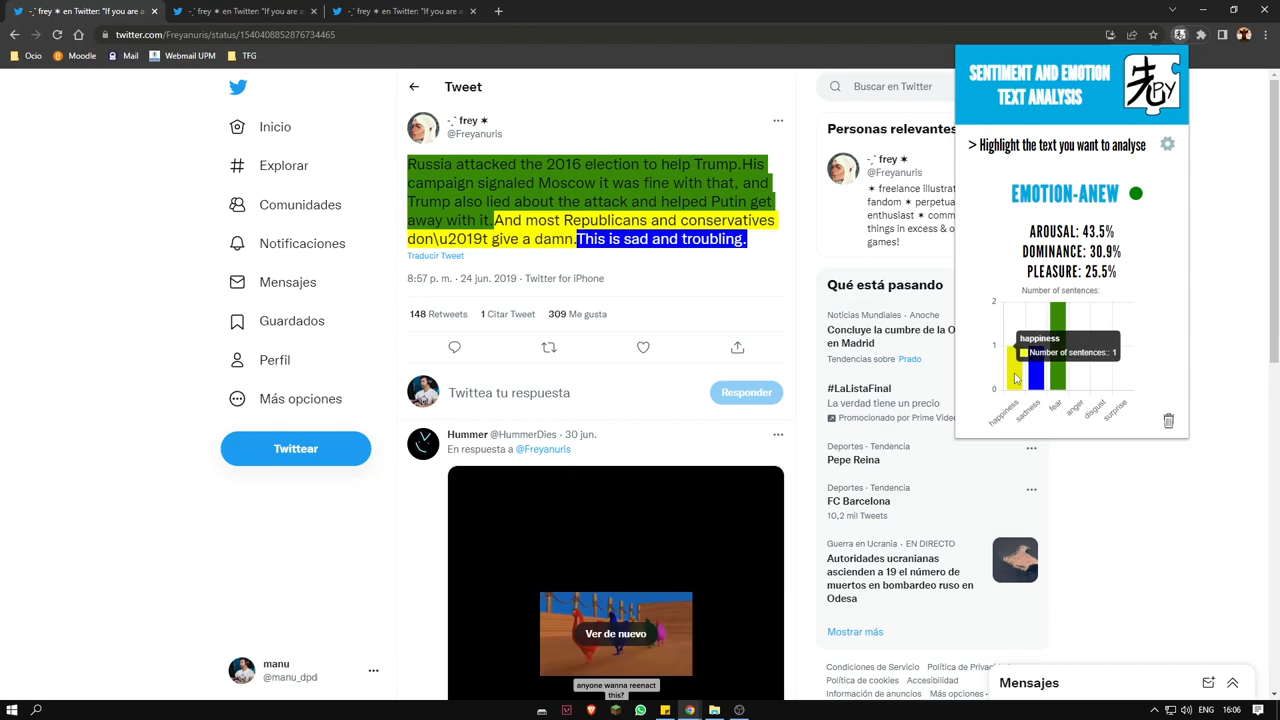 -ˏˋ frey ✶ en Twitter: "If you are al
-ˏˋ frey ✶ en Twitter: "If you are a
-ˏˋ frey ✶ en Twitter: "If you are a
twitter.com/Freyanuris/status/1540408852876734465
Ocio
Moodle
Mail
Webmail UPM
TFG
Inicio
Explorar
Comunidades
Notificaciones
Mensajes
Guardados
Perfil
Más opciones
Twittear
manu
@manu_dpd
Tweet
-ˏˋ frey ✶
@Freyanuris
Russia attacked the 2016 election to help Trump.His
campaign signaled Moscow it was fine with that, and
Trump also lied about the attack and helped Putin get
away with it.And most Republicans and conservatives
don\u2019t give a damn.This is sad and troubling.
Traducir Tweet
8:57 p. m. · 24 jun. 2019 · Twitter for iPhone
148 Retweets 1 Citar Tweet 309 Me gusta
Twittea tu respuesta
Responder
Hummer @HummerDies · 30 jun.
En respuesta a @Freyanuris
Ver de nuevo
anyone wanna reenact
this?
Buscar en Twitter
Personas relevantes
-ˏˋ frey ✶
@Freyanuris
✶ freelance illustrat
fandom ✶ perpetua
enthusiast ✶ comm
things in excess & o
games!
Qué está pasando
Noticias Mundiales · Anoche
Concluye la cumbre de la O
en Madrid
Tendencias sobre Prado
#LaListaFinal
La verdad tiene un precio
Promocionado por Prime Vide
Deportes · Tendencia
Pepe Reina
Deportes · Tendencia
FC Barcelona
10,2 mil Tweets
Guerra en Ucrania · EN DIRECTO
Autoridades ucranianas
ascienden a 19 el número de
muertos en bombardeo ruso en
Odesa
Mostrar más
Condiciones de Servicio Política de Privac
Política de cookies Accesibilidad
Información de anuncios Más opciones
Mensajes
SENTIMENT AND EMOTION
TEXT ANALYSIS
先
BY
> Highlight the text you want to analyse
EMOTION-ANEW
AROUSAL: 43.5%
DOMINANCE: 30.9%
PLEASURE: 25.5%
Number of sentences:
2
1
0
happiness
Number of sentences:: 1
happiness
sadness
fear
anger
disgust
surprise
ENG
16:06